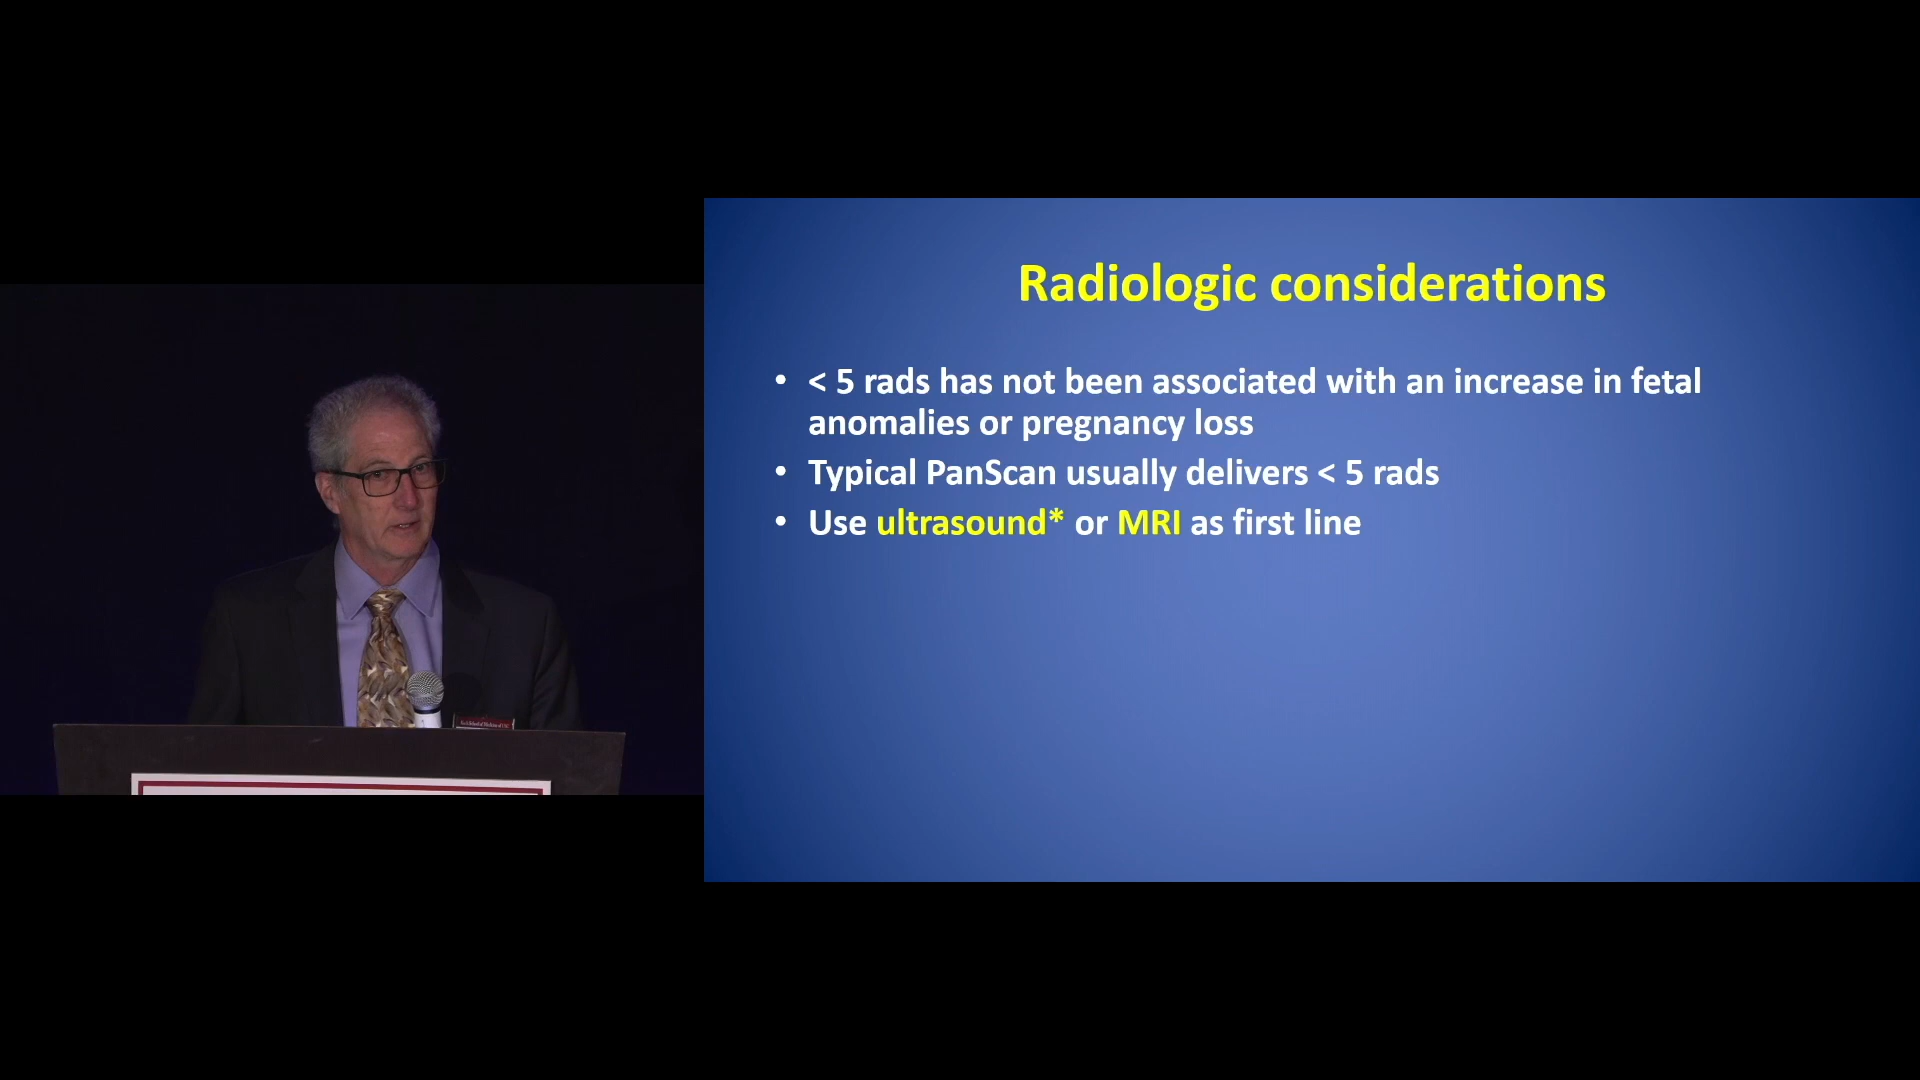 Radiologic considerations
• < 5 rads has not been associated with an increase in fetal
anomalies or pregnancy loss
• Typical PanScan usually delivers < 5 rads
• Use ultrasound* or MRI as first line